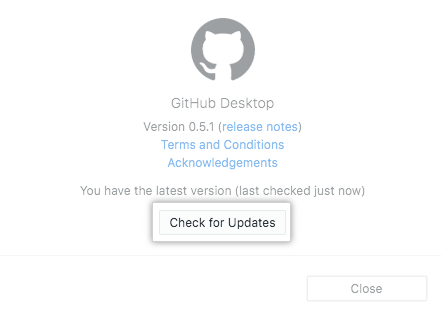 GitHub Desktop
Version 0.5.1 (release notes)
Terms and Conditions
Acknowledgements
You have the latest version (last checked just now)
Check for Updates
Close